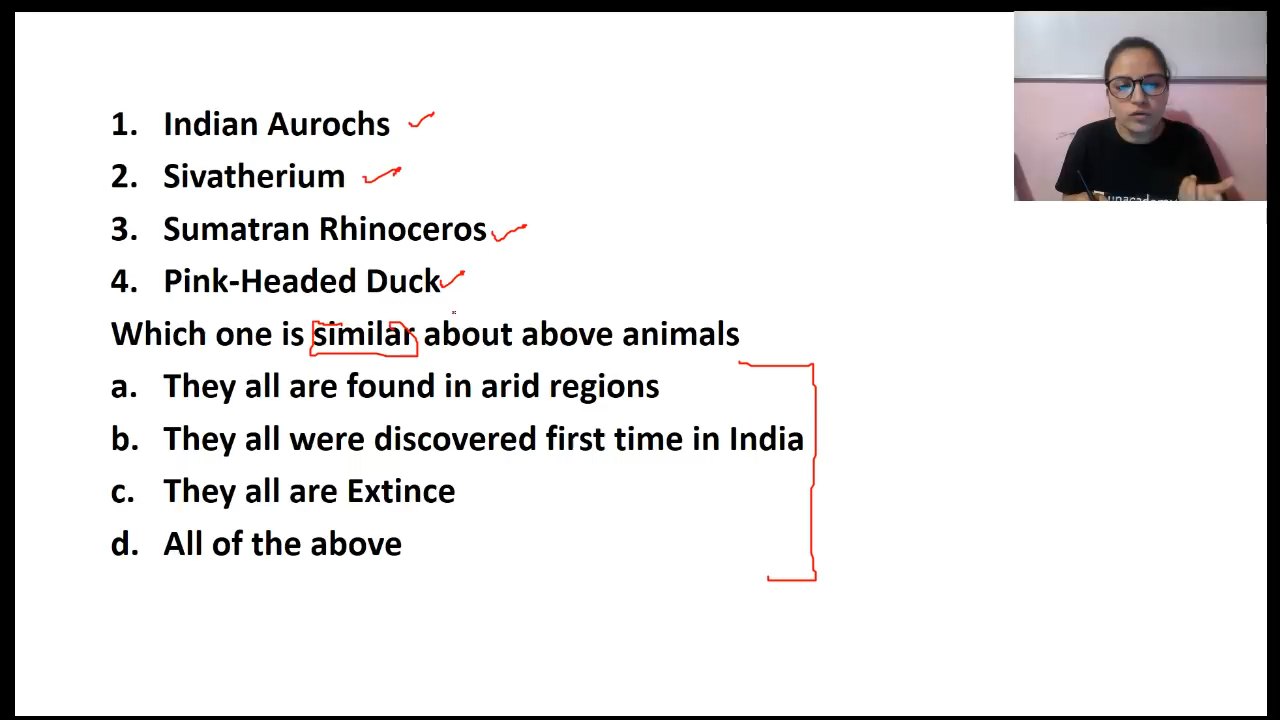 1. Indian Aurochs
2. Sivatherium
3. Sumatran Rhinoceros
4. Pink-Headed Duck
Which one is similar about above animals
a. They all are found in arid regions
b. They all were discovered first time in India
c. They all are Extince
d. All of the above
unacademy